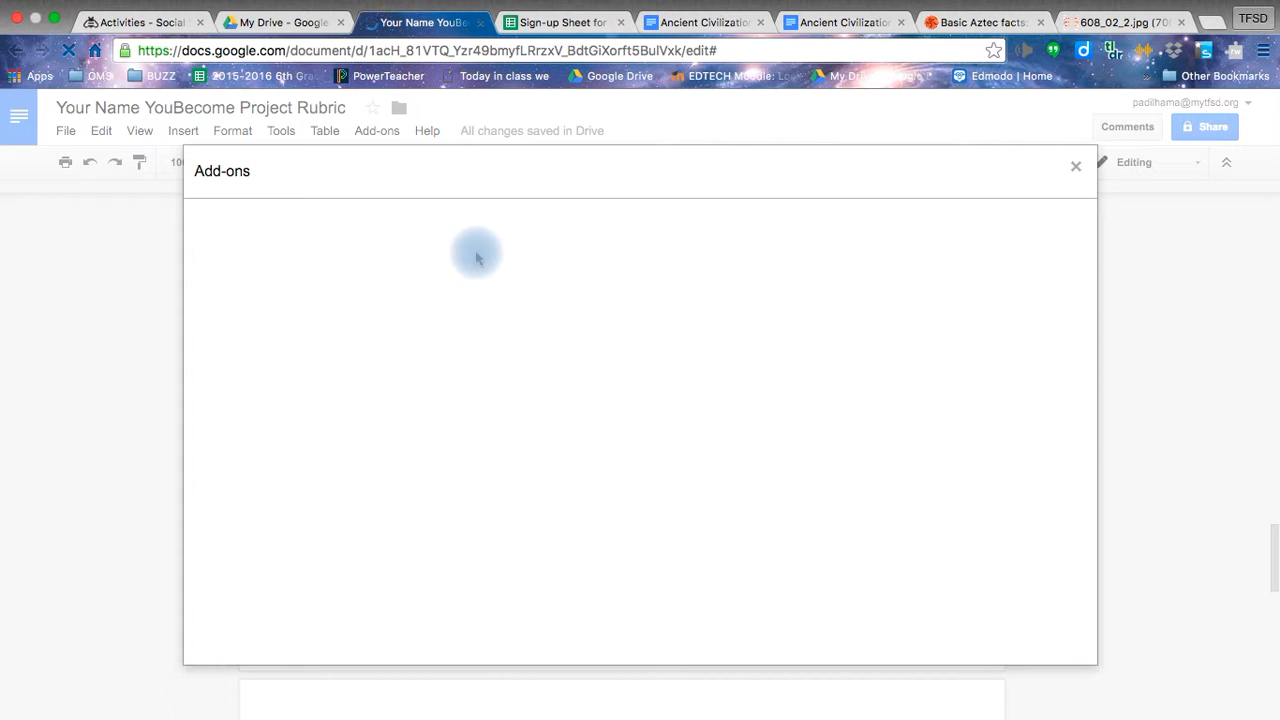 Activities - Social
My Drive - Google
Your Name YouBec
Sign-up Sheet for
Ancient Civilization
Ancient Civilization
Basic Aztec facts:
608_02_2.jpg (70
TFSD
https://docs.google.com/document/d/1acH_81VTQ_Yzr49bmyfLRrzxV_BdtGiXorft5BulVxk/edit#
Apps
OMS
BUZZ
2015-2016 6th Gra
PowerTeacher
Today in class we
Google Drive
EDTECH Moodle: Lo
My Drive - Google
Edmodo | Home
»
Other Bookmarks
Your Name YouBecome Project Rubric
padilhama@mytfsd.org
File Edit View Insert Format Tools Table Add-ons Help All changes saved in Drive
Comments
Share
100
Editing
Add-ons